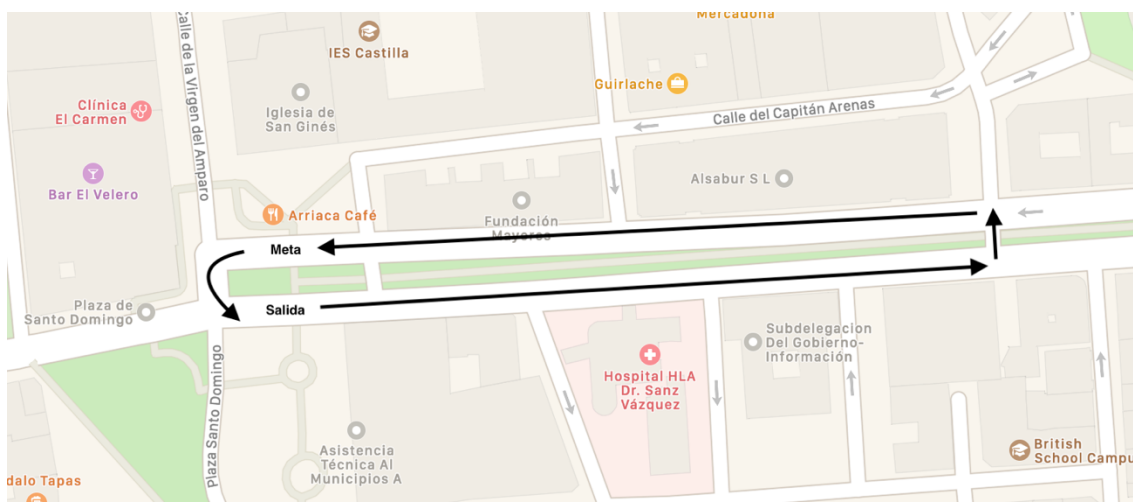 Mercadona
Calle de la Virgen del Amparo
IES Castilla
Guirlache
Clínica
El Carmen
Iglesia de
San Ginés
Calle del Capitán Arenas
Bar El Velero
Alsabur S L
Arriaca Café
Fundación
Mayores
Meta
Plaza de
Santo Domingo
Salida
Subdelegacion
Del Gobierno-
Información
Plaza Santo Domingo
Hospital HLA
Dr. Sanz
Vázquez
Asistencia
Técnica Al
Municipios A
British
School Campu
dalo Tapas